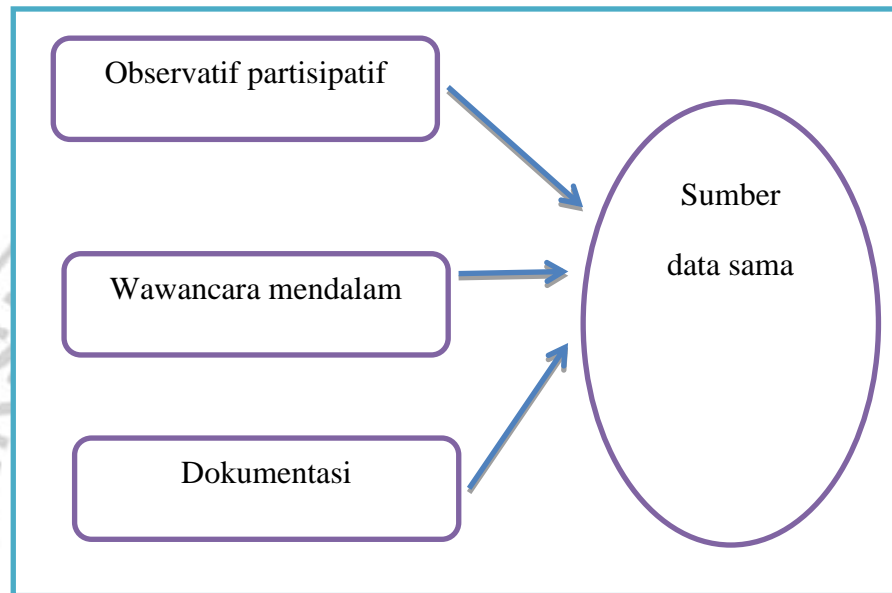 Observatif partisipatif
Wawancara mendalam
Dokumentasi
Sumber
data sama